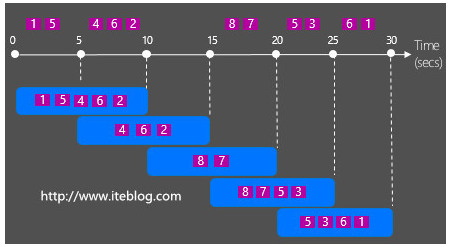 1 5 4 6 2 8 7 5 3 6 1
0 5 10 15 20 25 30 Time
(secs)
1 5 4 6 2
4 6 2
8 7
8 7 5 3
http://www.iteblog.com
5 3 6 1